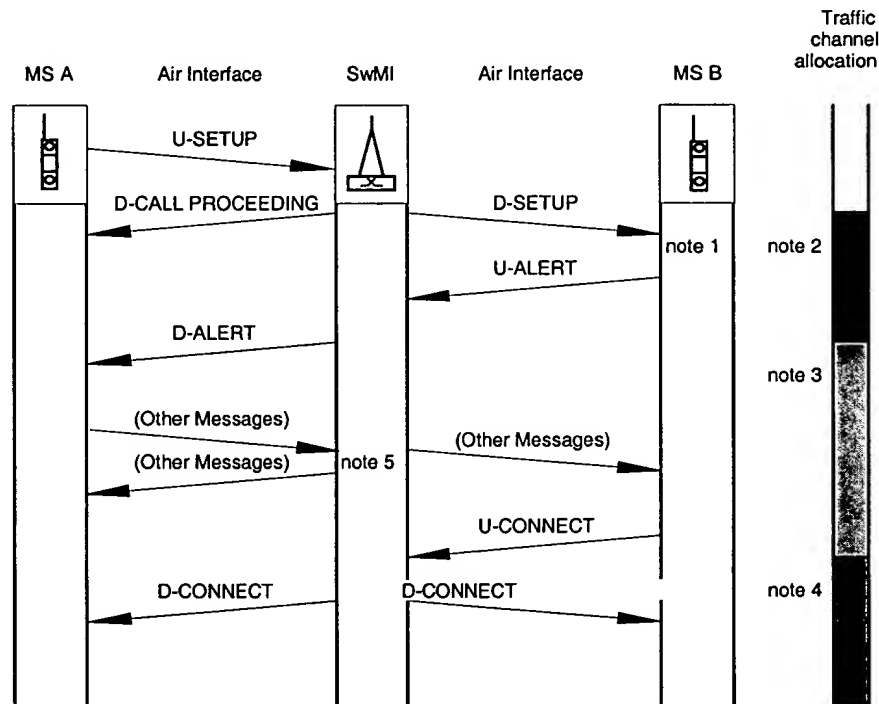 Traffic
channel
allocation
MS A
Air Interface
SwMI
Air Interface
MS B
U-SETUP
D-CALL PROCEEDING
D-SETUP
note 1
note 2
U-ALERT
D-ALERT
note 3
(Other Messages)
(Other Messages)
(Other Messages)
note 5
U-CONNECT
D-CONNECT
D-CONNECT
note 4